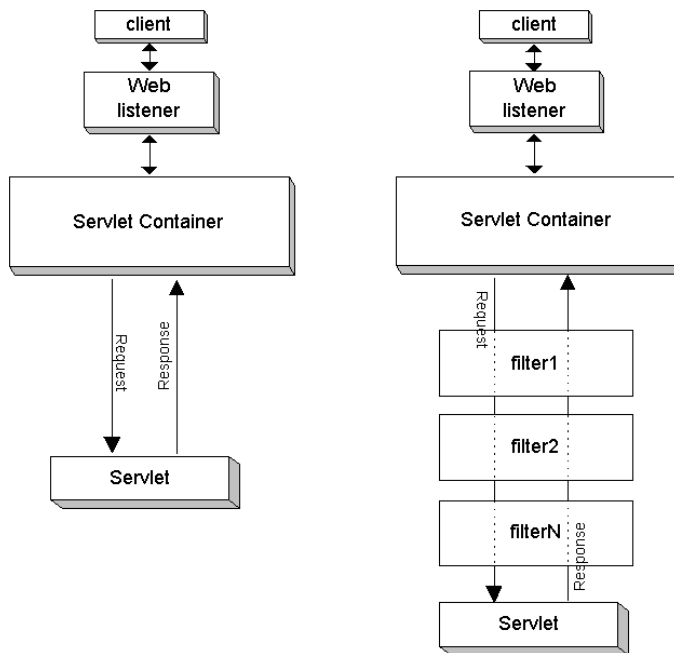 client
Web
listener
Servlet Container
Request
Response
Servlet
client
Web
listener
Servlet Container
Request
filter1
filter2
filterN
Response
Servlet